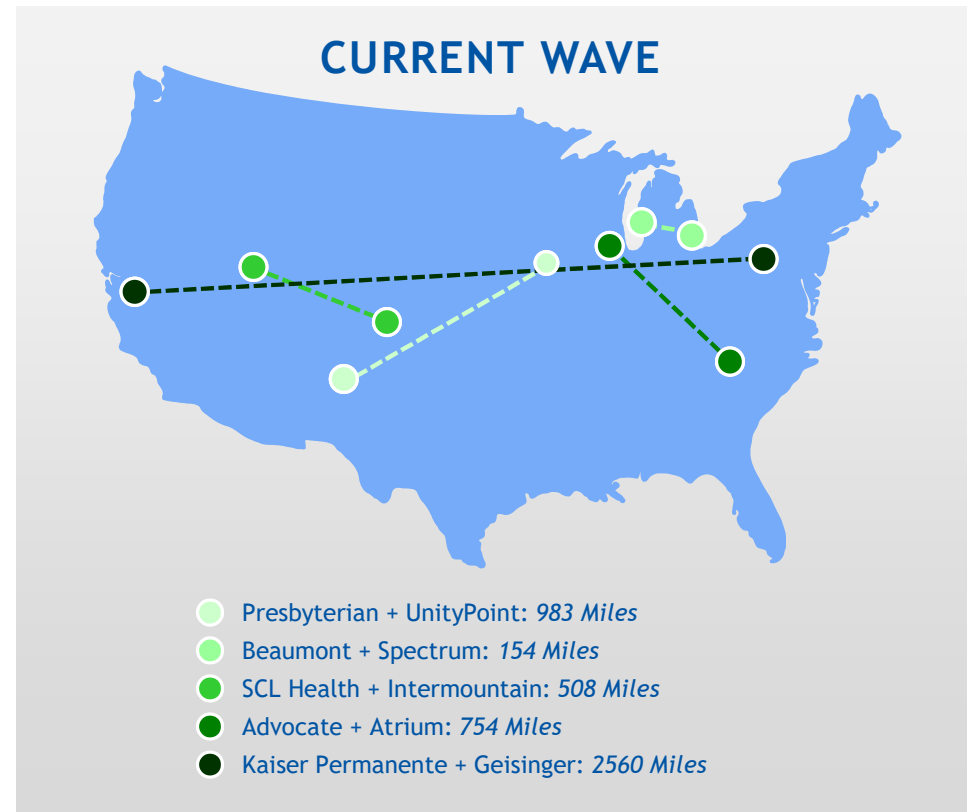 CURRENT WAVE
Presbyterian + UnityPoint: 983 Miles
Beaumont + Spectrum: 154 Miles
SCL Health + Intermountain: 508 Miles
Advocate + Atrium: 754 Miles
Kaiser Permanente + Geisinger: 2560 Miles